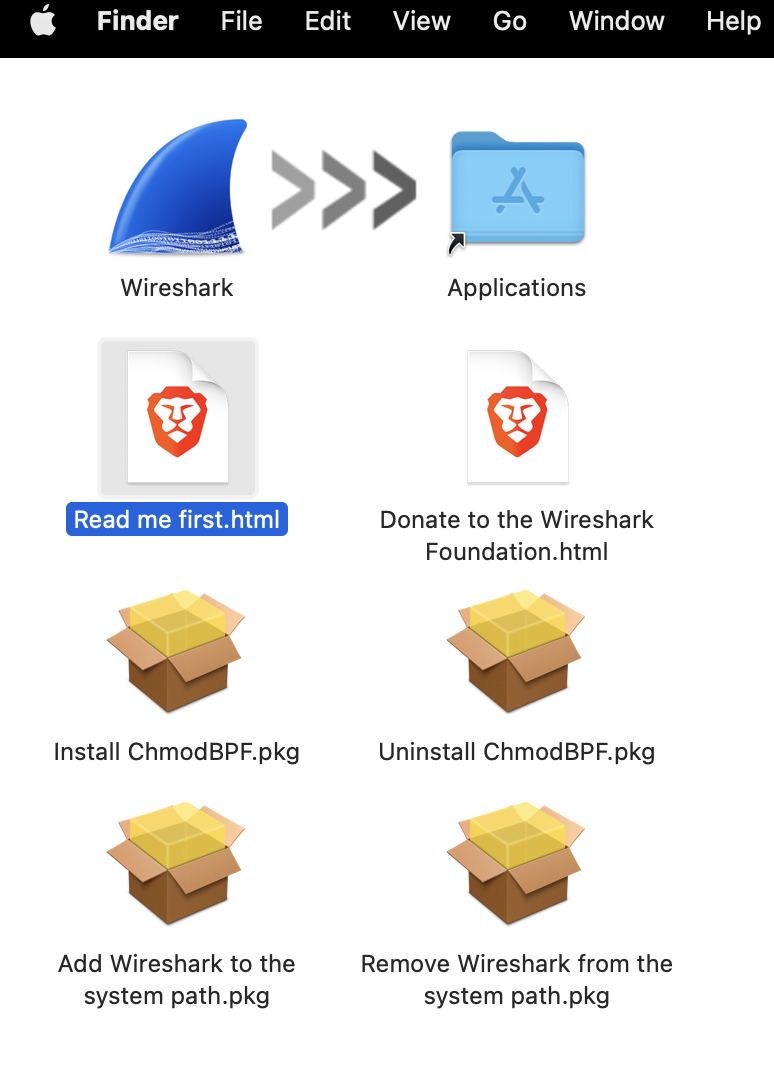 Finder File Edit View Go Window Help
Wireshark
Applications
Read me first.html
Donate to the Wireshark
Foundation.html
Install ChmodBPF.pkg
Uninstall ChmodBPF.pkg
Add Wireshark to the
system path.pkg
Remove Wireshark from the
system path.pkg